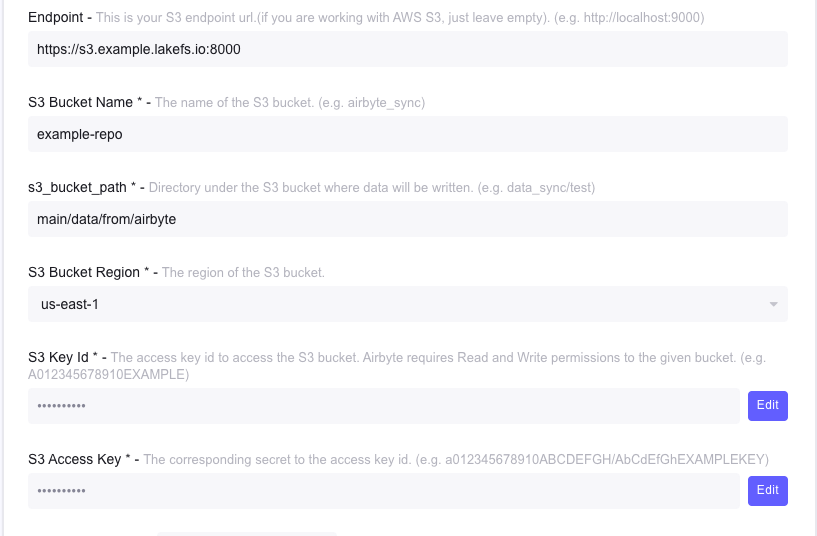 Endpoint - This is your S3 endpoint url.(if you are working with AWS S3, just leave empty). (e.g. http://localhost:9000)
https://s3.example.lakefs.io:8000
S3 Bucket Name * - The name of the S3 bucket. (e.g. airbyte_sync)
example-repo
s3_bucket_path * - Directory under the S3 bucket where data will be written. (e.g. data_sync/test)
main/data/from/airbyte
S3 Bucket Region * - The region of the S3 bucket.
us-east-1
S3 Key Id * - The access key id to access the S3 bucket. Airbyte requires Read and Write permissions to the given bucket. (e.g.
A012345678910EXAMPLE)
•••••••••• Edit
S3 Access Key * - The corresponding secret to the access key id. (e.g. a012345678910ABCDEFGH/AbCdEfGhEXAMPLEKEY)
•••••••••• Edit